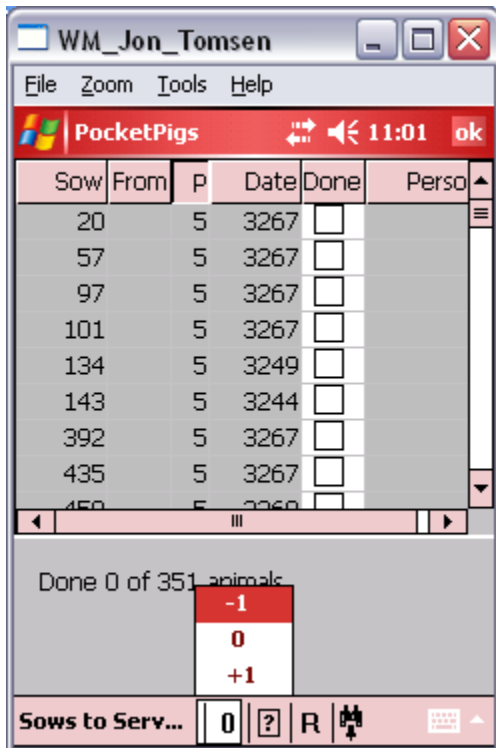 WM_Jon_Tomsen
File Zoom Tools Help
PocketPigs 11:01 ok
Sow From P Date Done Perso
20 5 3267
57 5 3267
97 5 3267
101 5 3267
134 5 3249
143 5 3244
392 5 3267
435 5 3267
Done 0 of 351 animals
-1
0
+1
Sows to Serv... 0 ? R